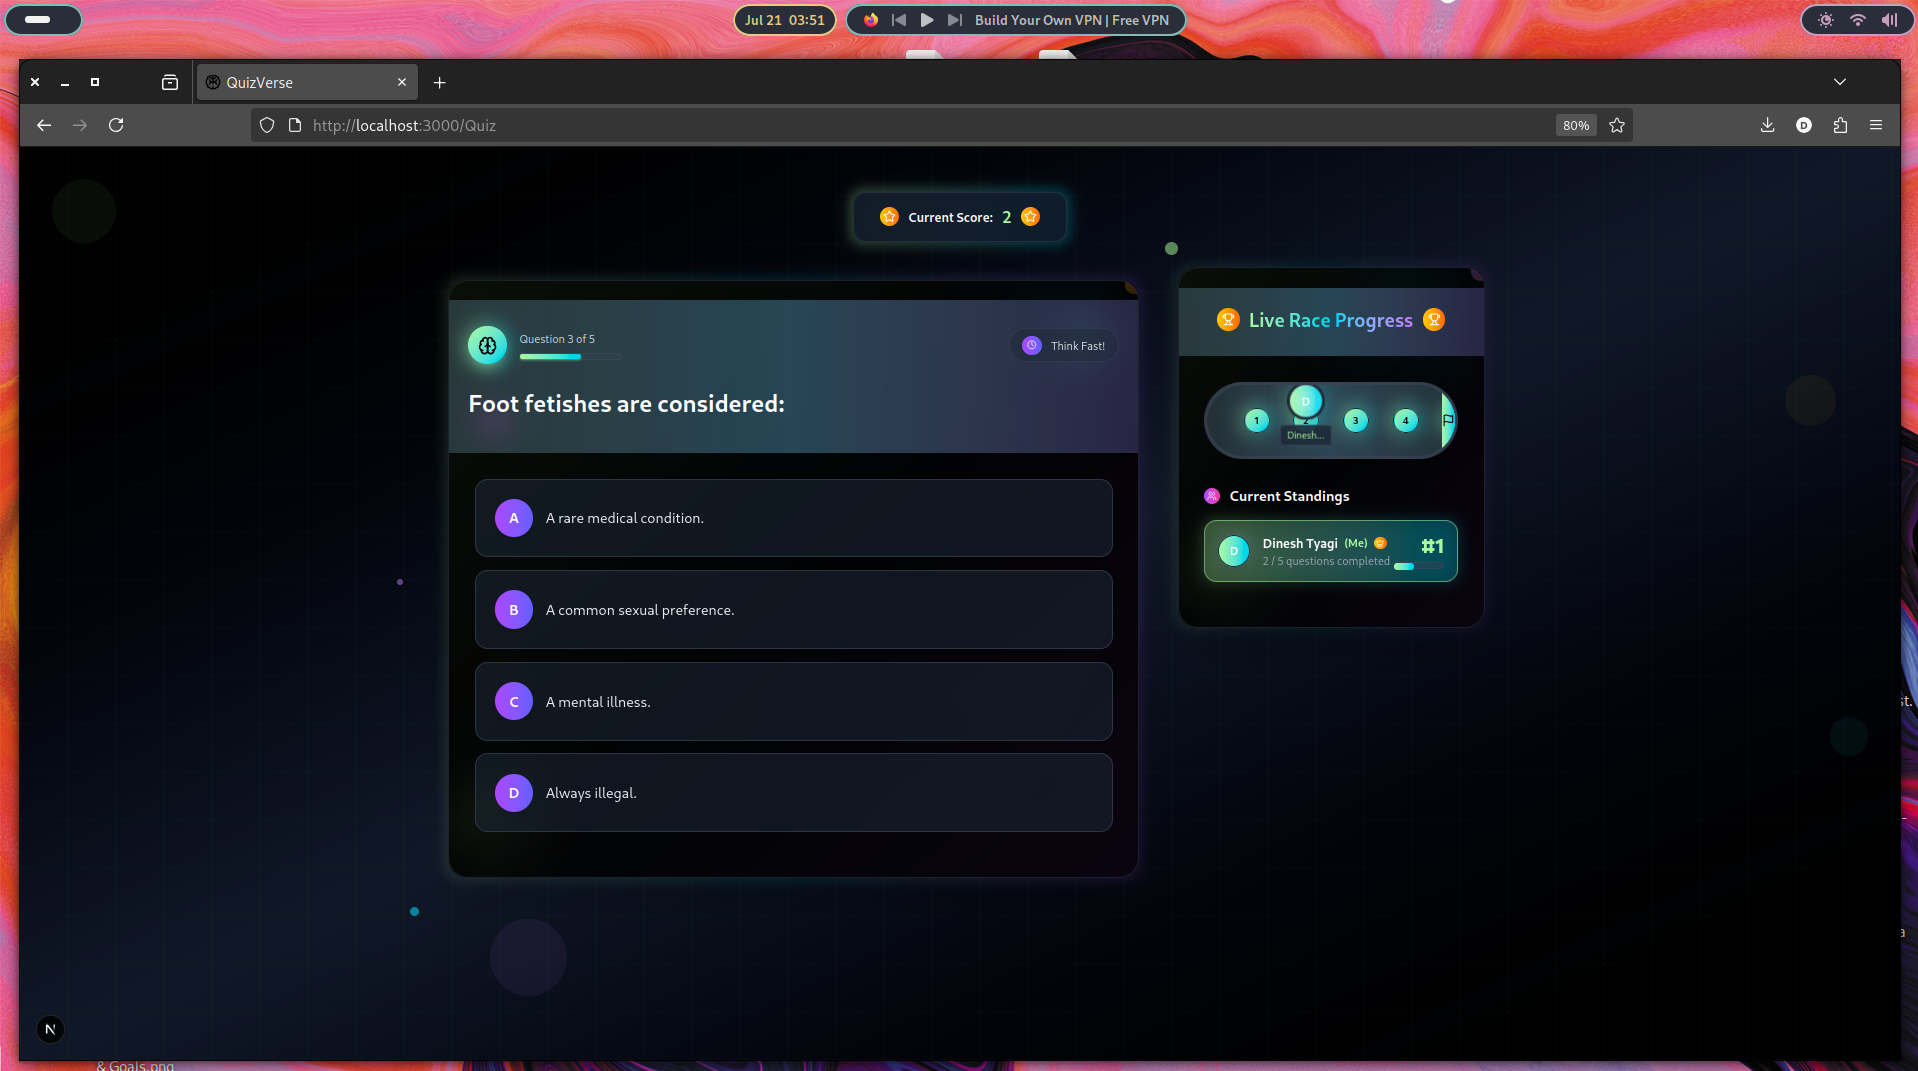 Jul 21 03:51
Build Your Own VPN | Free VPN
QuizVerse
http://localhost:3000/Quiz
80%
D
Current Score: 2
Question 3 of 5
Think Fast!
Foot fetishes are considered:
A
A rare medical condition.
B
A common sexual preference.
C
A mental illness.
D
Always illegal.
Live Race Progress
D
1
2
3
4
Dinesh...
Current Standings
D
Dinesh Tyagi (Me)
#1
2 / 5 questions completed
N
st.
a
& Goals.png